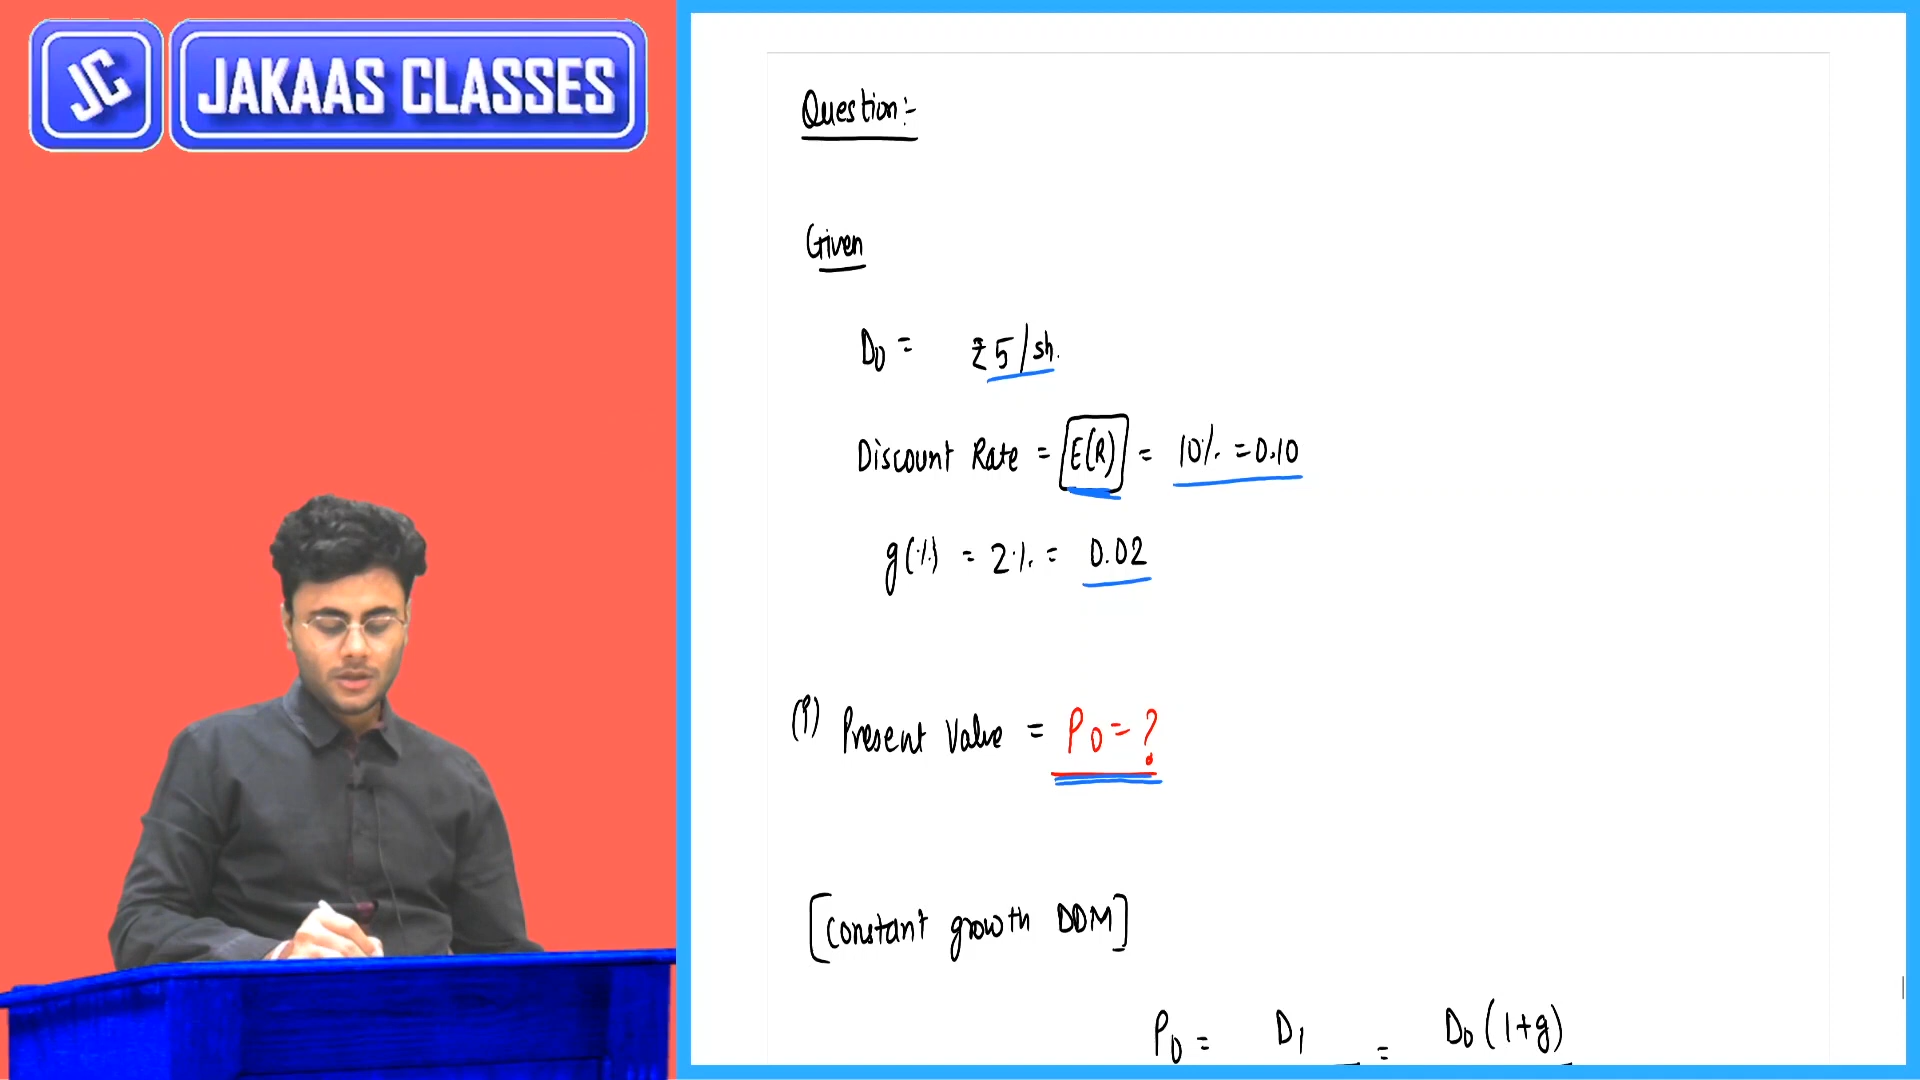 JC JAKAAS CLASSES
Question:-
Given
D0 = ₹5/sh.
Discount Rate = E(R) = 10% = 0.10
g(%) = 2% = 0.02
(i) Present Value = P0 = ?
[Constant growth DDM]
P0 = D1 = D0 (1+g)